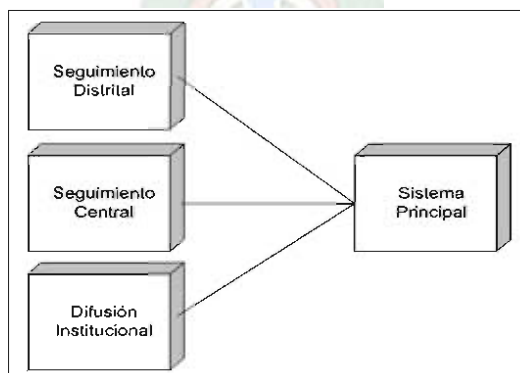 Seguimiento
Distrital
Seguimiento
Central
Sistema
Principal
Difusión
Institucional